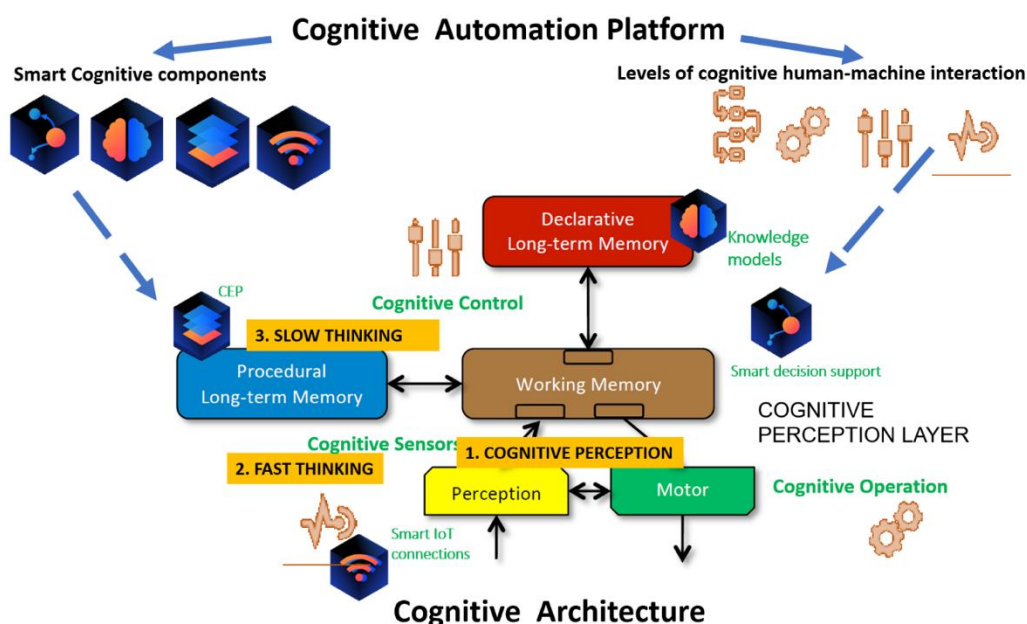 Cognitive Automation Platform
Smart Cognitive components
Levels of cognitive human-machine interaction
Declarative
Long-term Memory
Knowledge
models
CEP
Cognitive Control
3. SLOW THINKING
Procedural
Long-term Memory
Working Memory
Smart decision support
COGNITIVE
PERCEPTION LAYER
Cognitive Sensors
1. COGNITIVE PERCEPTION
2. FAST THINKING
Perception
Motor
Cognitive Operation
Smart IoT
connections
Cognitive Architecture